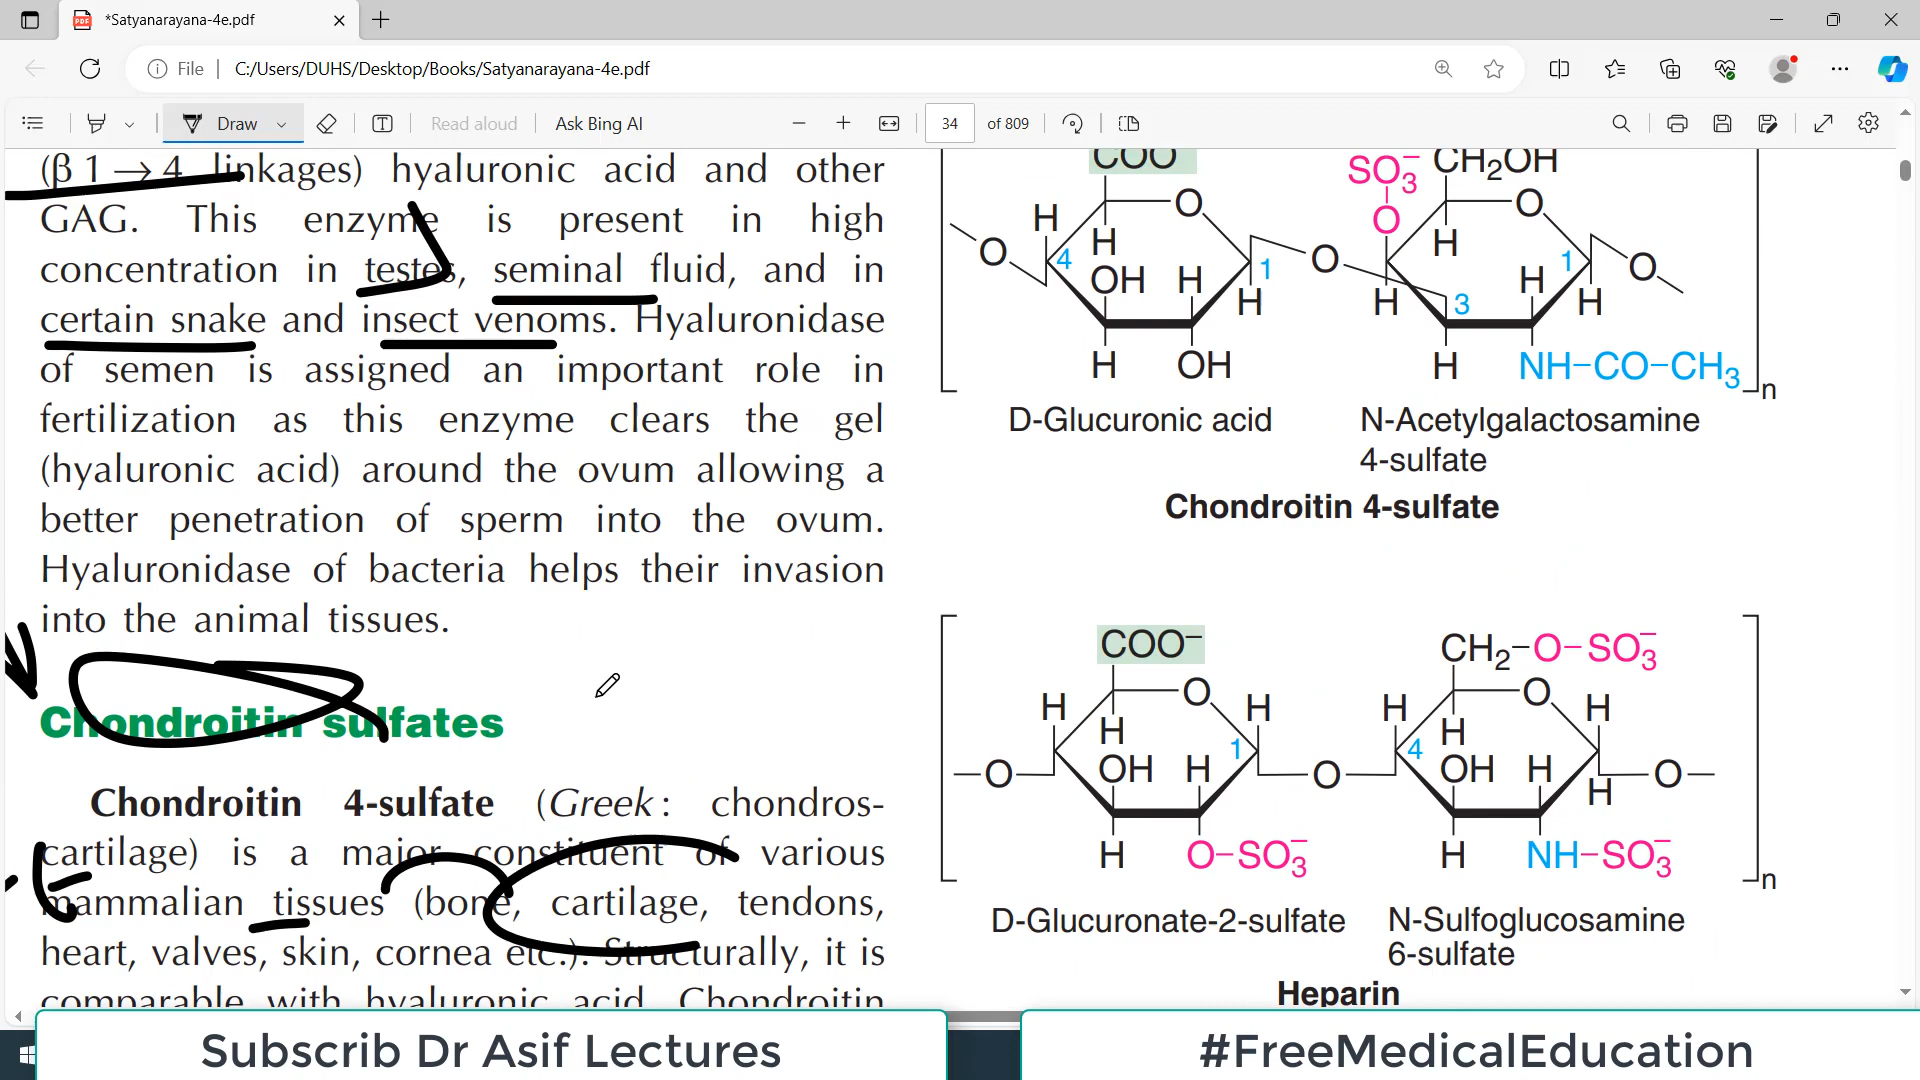 *Satyanarayana-4e.pdf
File
C:/Users/DUHS/Desktop/Books/Satyanarayana-4e.pdf
Draw
Read aloud
Ask Bing AI
34
of 809
(β 1 → 4 linkages) hyaluronic acid and other
GAG. This enzyme is present in high
concentration in testes, seminal fluid, and in
certain snake and insect venoms. Hyaluronidase
of semen is assigned an important role in
fertilization as this enzyme clears the gel
(hyaluronic acid) around the ovum allowing a
better penetration of sperm into the ovum.
Hyaluronidase of bacteria helps their invasion
into the animal tissues.
Chondroitin sulfates
Chondroitin 4-sulfate (Greek : chondros-
cartilage) is a major constituent of various
mammalian tissues (bone, cartilage, tendons,
heart, valves, skin, cornea etc.). Structurally, it is
comparable with hyaluronic acid. Chondroitin
COO
SO₃⁻
CH₂OH
O
O
O
H
H
H
4
H
OH
H
1
H
O
O
H
3
H
1
H
O
H
OH
H
NH–CO–CH₃
n
D-Glucuronic acid
N-Acetylgalactosamine
4-sulfate
Chondroitin 4-sulfate
COO⁻
CH₂–O–SO₃⁻
O
O
H
H
H
H
H
H
1
4
O
OH
H
O
OH
H
H
O
H
O–SO₃⁻
H
NH–SO₃⁻
n
D-Glucuronate-2-sulfate
N-Sulfoglucosamine
6-sulfate
Heparin
Subscrib Dr Asif Lectures
#FreeMedicalEducation